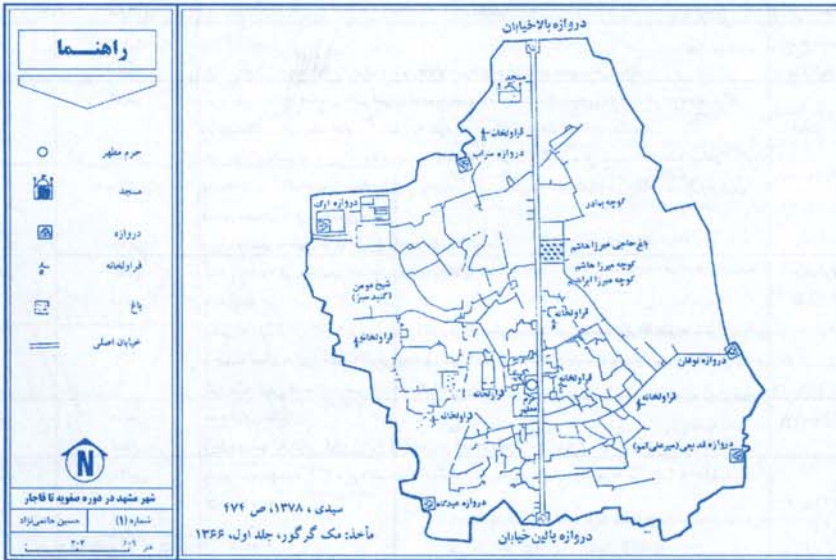 راهنما
حرم مطهر
مسجد
دروازه
قراولخانه
باغ
خیابان اصلی
N
شهر مشهد در دوره صفویه تا قاجار
شماره (۱)
حسین حاتمی‌نژاد
دروازه بالاخیابان
مسجد
قراولخانه
دروازه سراب
کوچه چهنو
دروازه ارک
باغ حاجی میرزا هاشم
کوچه میرزا هاشم
کوچه میرزا ابراهیم
شیخ مومن
(گنبد سبز)
قراولخانه
قراولخانه
دروازه نوقان
قراولخانه
قراولخانه
قراولخانه
قراولخانه
دروازه قدیمی (میرعلی آمو)
دروازه عیدگاه
دروازه پائین خیابان
سیدی، ۱۳۷۸، ص ۴۷۴
مأخذ: مک گرگور، جلد اول، ۱۳۶۶